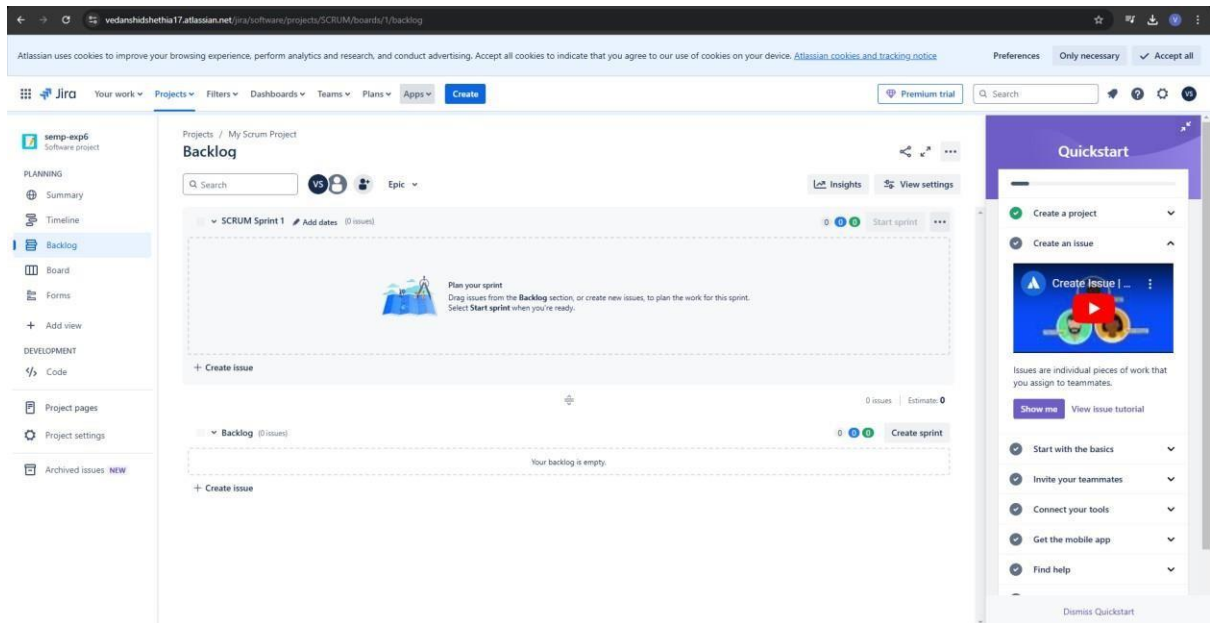 vedanshidshethia17.atlassian.net/jira/software/projects/SCRUM/boards/1/backlog
V
Atlassian uses cookies to improve your browsing experience, perform analytics and research, and conduct advertising. Accept all cookies to indicate that you agree to our use of cookies on your device. Atlassian cookies and tracking notice
Preferences Only necessary Accept all
Jira Your work Projects Filters Dashboards Teams Plans Apps Create Premium trial Search VS
semp-exp6
Software project
PLANNING
Summary
Timeline
Backlog
Board
Forms
Add view
DEVELOPMENT
Code
Project pages
Project settings
Archived issues NEW
Projects / My Scrum Project
Backlog
Search VS Epic Insights View settings
SCRUM Sprint 1 Add dates (0 issues) 0 0 0 Start sprint
Plan your sprint
Drag issues from the Backlog section, or create new issues, to plan the work for this sprint.
Select Start sprint when you're ready.
+ Create issue
0 issues | Estimate: 0
Backlog (0 issues) 0 0 0 Create sprint
Your backlog is empty.
+ Create issue
Quickstart
Create a project
Create an issue
Create Issue | ...
Issues are individual pieces of work that
you assign to teammates.
Show me View issue tutorial
Start with the basics
Invite your teammates
Connect your tools
Get the mobile app
Find help
Dismiss Quickstart